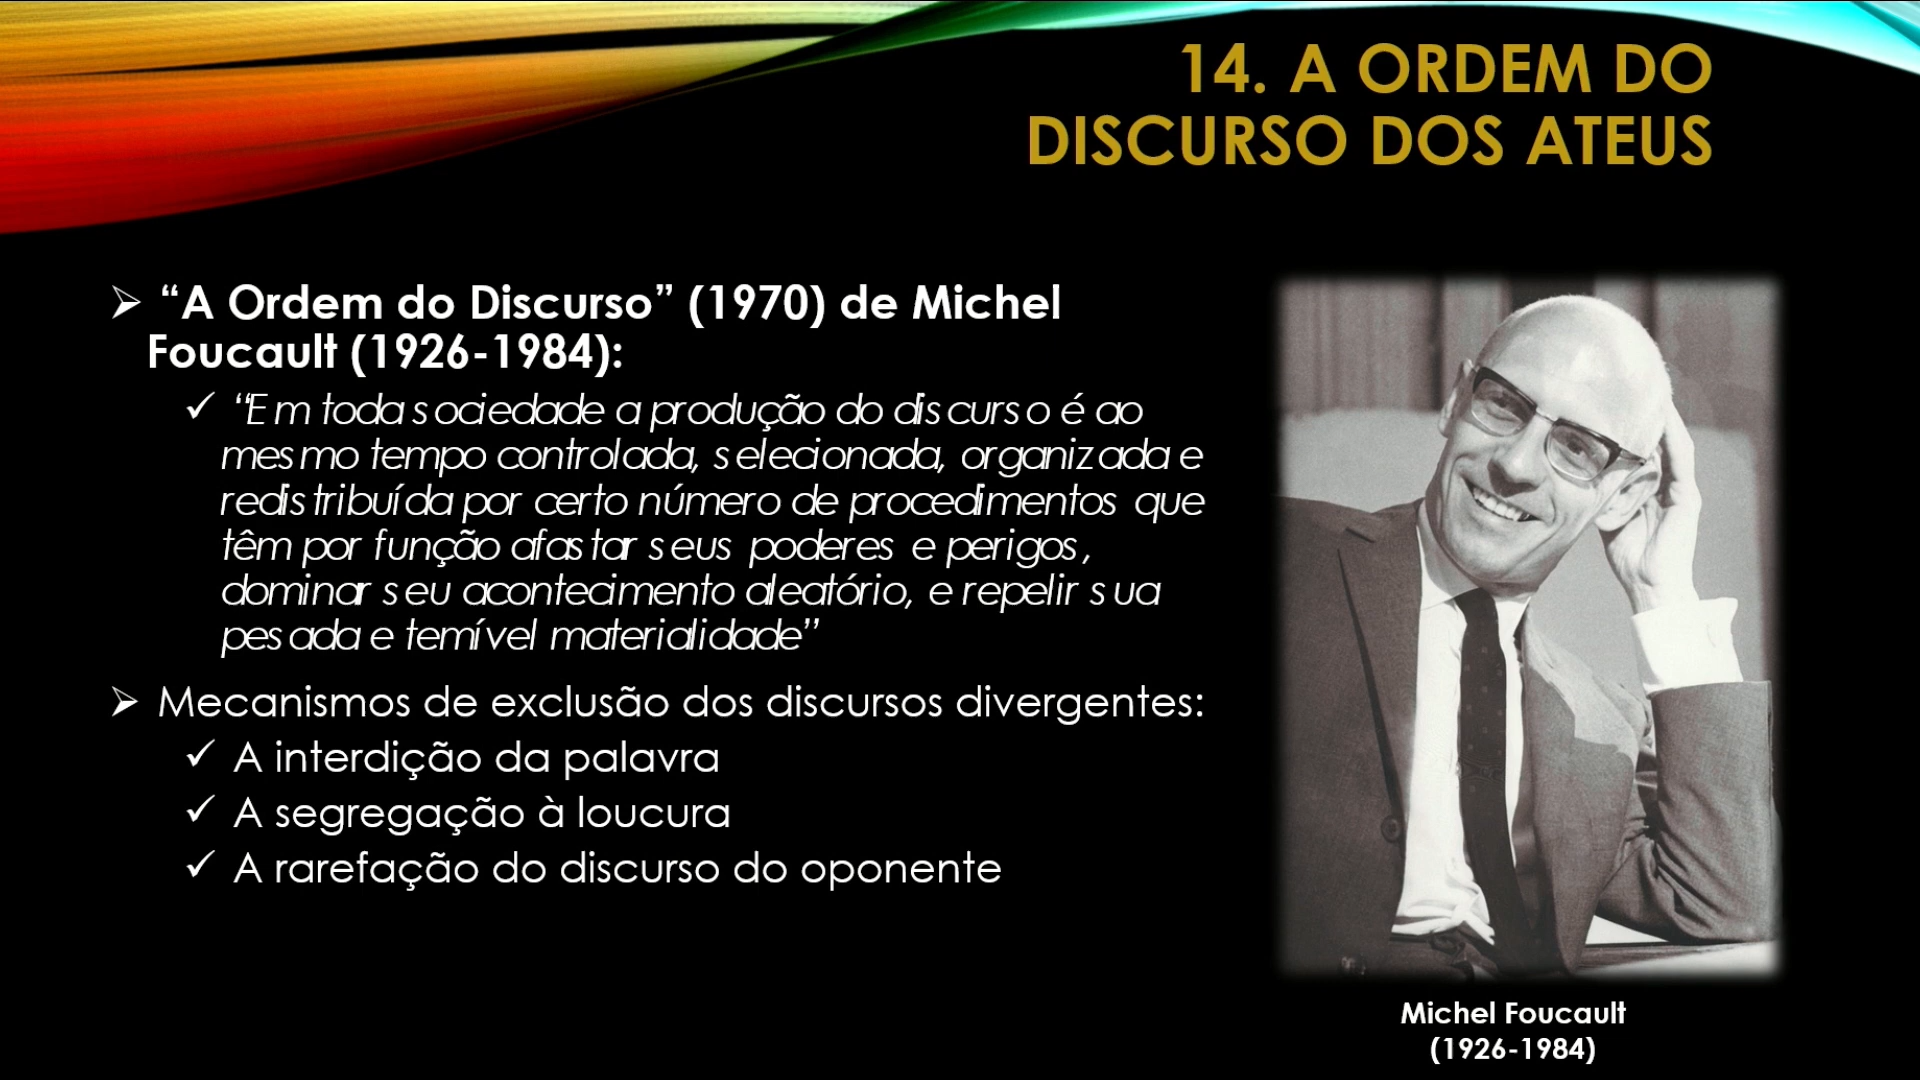 14. A ORDEM DO
DISCURSO DOS ATEUS
“A Ordem do Discurso” (1970) de Michel
Foucault (1926-1984):
“Em toda sociedade a produção do discurso é ao
mesmo tempo controlada, selecionada, organizada e
redistribuída por certo número de procedimentos que
têm por função afastar seus poderes e perigos,
dominar seu acontecimento aleatório, e repelir sua
pesada e temível materialidade”
Mecanismos de exclusão dos discursos divergentes:
A interdição da palavra
A segregação à loucura
A rarefação do discurso do oponente
Michel Foucault
(1926-1984)